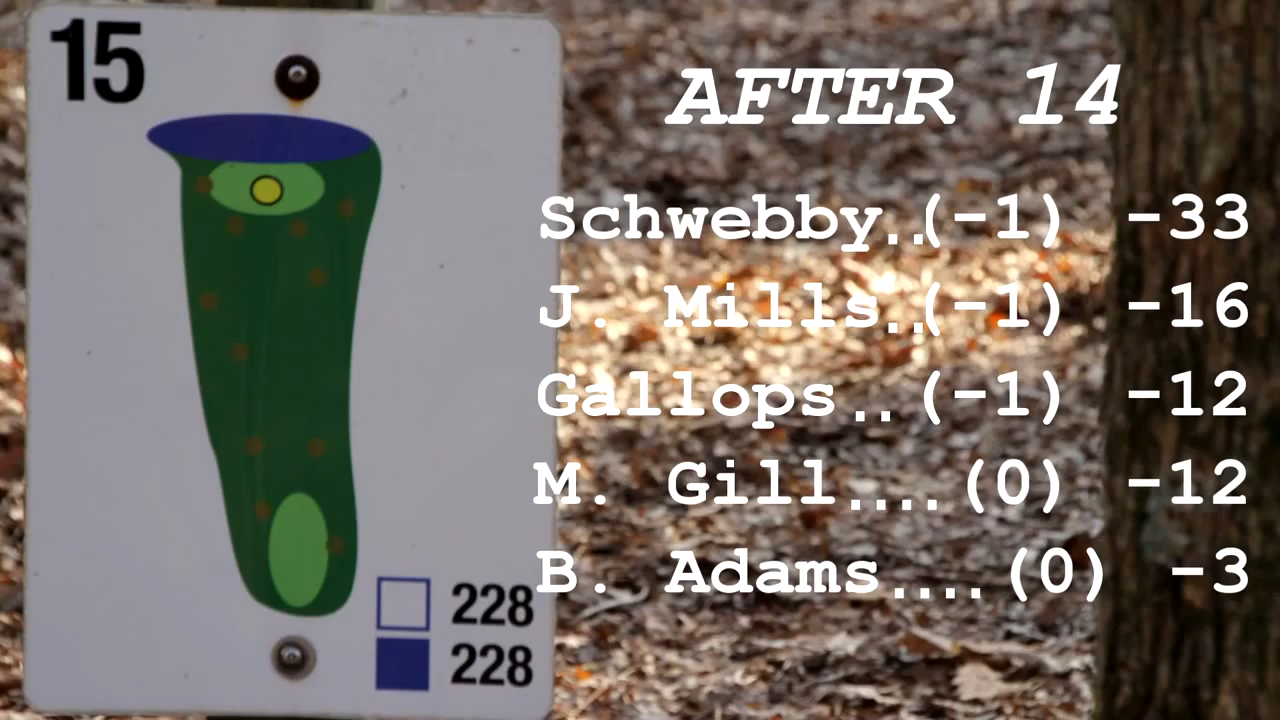 15
AFTER 14
Schwebby..(-1) -33
J. Mills..(-1) -16
Gallops..(-1) -12
M. Gill....(0) -12
B. Adams....(0) -3
228
228